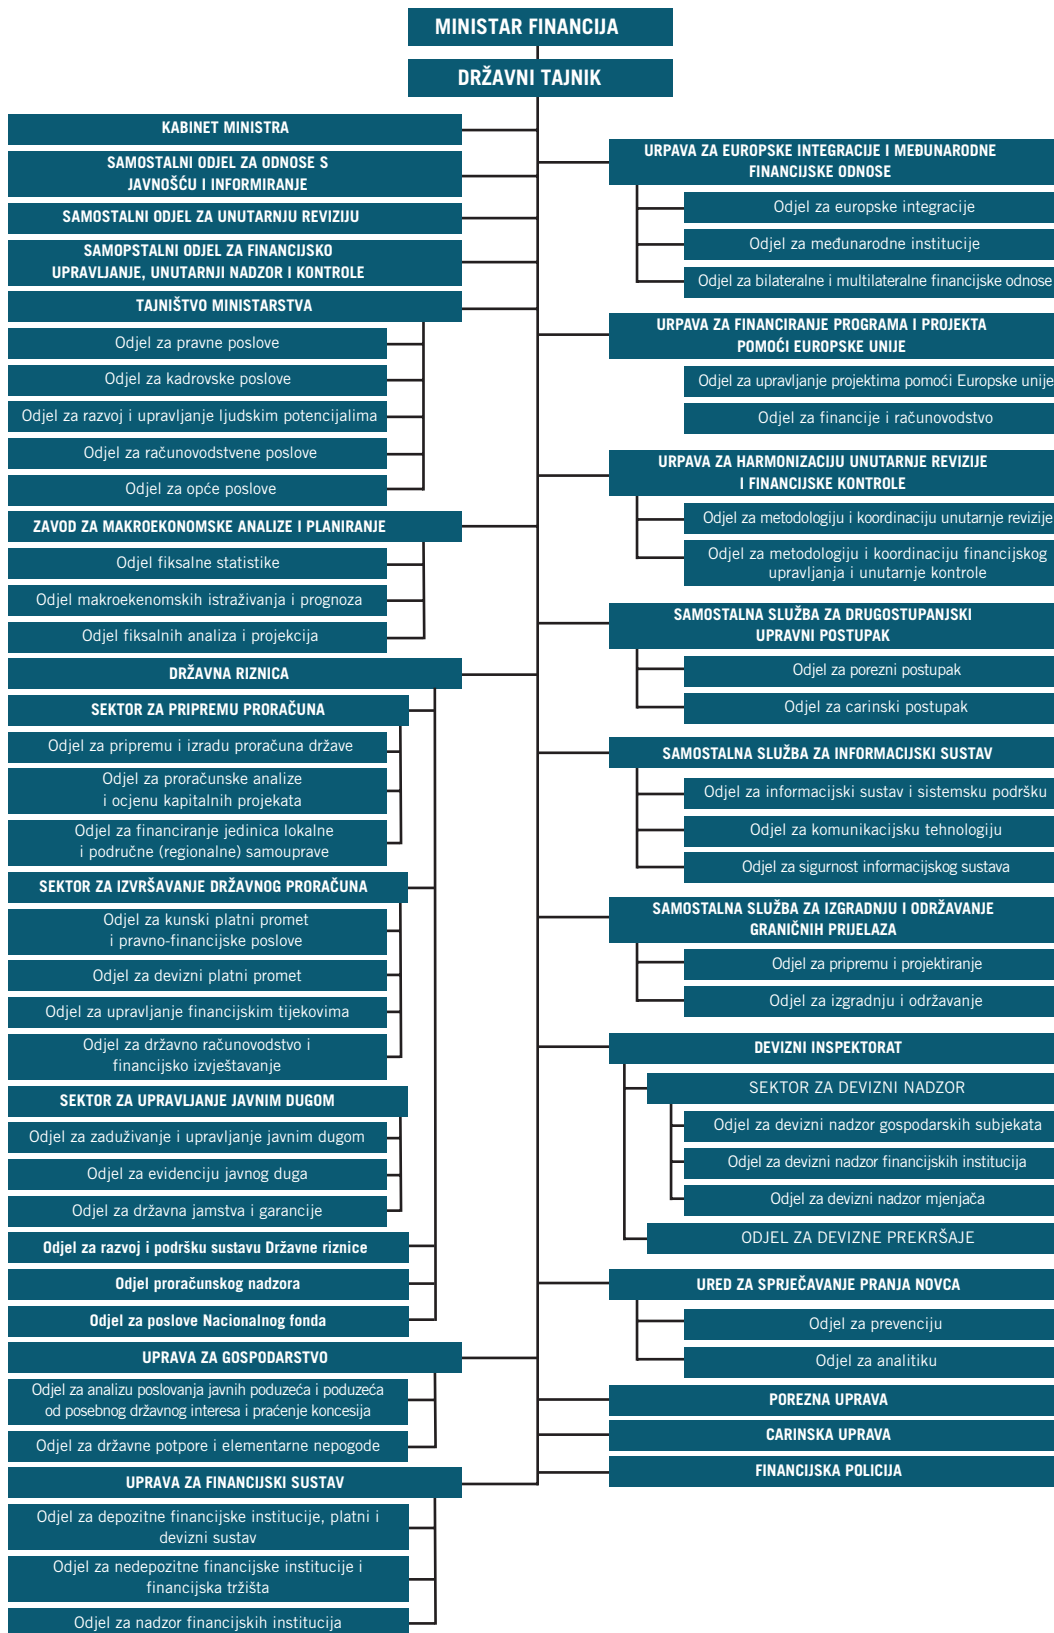 MINISTAR FINANCIJA
DRŽAVNI TAJNIK
KABINET MINISTRA
SAMOSTALNI ODJEL ZA ODNOSE S
JAVNOŠĆU I INFORMIRANJE
SAMOSTALNI ODJEL ZA UNUTARNJU REVIZIJU
SAMOPSTALNI ODJEL ZA FINANCIJSKO
UPRAVLJANJE, UNUTARNJI NADZOR I KONTROLE
TAJNIŠTVO MINISTARSTVA
Odjel za pravne poslove
Odjel za kadrovske poslove
Odjel za razvoj i upravljanje ljudskim potencijalima
Odjel za računovodstvene poslove
Odjel za opće poslove
ZAVOD ZA MAKROEKONOMSKE ANALIZE I PLANIRANJE
Odjel fiksalne statistike
Odjel makroekenomskih istraživanja i prognoza
Odjel fiksalnih analiza i projekcija
DRŽAVNA RIZNICA
SEKTOR ZA PRIPREMU PRORAČUNA
Odjel za pripremu i izradu proračuna države
Odjel za proračunske analize
i ocjenu kapitalnih projekata
Odjel za financiranje jedinica lokalne
i područne (regionalne) samouprave
SEKTOR ZA IZVRŠAVANJE DRŽAVNOG PRORAČUNA
Odjel za kunski platni promet
i pravno-financijske poslove
Odjel za devizni platni promet
Odjel za upravljanje financijskim tijekovima
Odjel za državno računovodstvo i
financijsko izvještavanje
SEKTOR ZA UPRAVLJANJE JAVNIM DUGOM
Odjel za zaduživanje i upravljanje javnim dugom
Odjel za evidenciju javnog duga
Odjel za državna jamstva i garancije
Odjel za razvoj i podršku sustavu Državne riznice
Odjel proračunskog nadzora
Odjel za poslove Nacionalnog fonda
UPRAVA ZA GOSPODARSTVO
Odjel za analizu poslovanja javnih poduzeća i poduzeća
od posebnog državnog interesa i praćenje koncesija
Odjel za državne potpore i elementarne nepogode
UPRAVA ZA FINANCIJSKI SUSTAV
Odjel za depozitne financijske institucije, platni i
devizni sustav
Odjel za nedepozitne financijske institucije i
financijska tržišta
Odjel za nadzor financijskih institucija
URPAVA ZA EUROPSKE INTEGRACIJE I MEĐUNARODNE
FINANCIJSKE ODNOSE
Odjel za europske integracije
Odjel za međunarodne institucije
Odjel za bilateralne i multilateralne financijske odnose
URPAVA ZA FINANCIRANJE PROGRAMA I PROJEKTA
POMOĆI EUROPSKE UNIJE
Odjel za upravljanje projektima pomoći Europske unije
Odjel za financije i računovodstvo
URPAVA ZA HARMONIZACIJU UNUTARNJE REVIZIJE
I FINANCIJSKE KONTROLE
Odjel za metodologiju i koordinaciju unutarnje revizije
Odjel za metodologiju i koordinaciju financijskog
upravljanja i unutarnje kontrole
SAMOSTALNA SLUŽBA ZA DRUGOSTUPANJSKI
UPRAVNI POSTUPAK
Odjel za porezni postupak
Odjel za carinski postupak
SAMOSTALNA SLUŽBA ZA INFORMACIJSKI SUSTAV
Odjel za informacijski sustav i sistemsku podršku
Odjel za komunikacijsku tehnologiju
Odjel za sigurnost informacijskog sustava
SAMOSTALNA SLUŽBA ZA IZGRADNJU I ODRŽAVANJE
GRANIČNIH PRIJELAZA
Odjel za pripremu i projektiranje
Odjel za izgradnju i održavanje
DEVIZNI INSPEKTORAT
SEKTOR ZA DEVIZNI NADZOR
Odjel za devizni nadzor gospodarskih subjekata
Odjel za devizni nadzor financijskih institucija
Odjel za devizni nadzor mjenjača
ODJEL ZA DEVIZNE PREKRŠAJE
URED ZA SPRJEČAVANJE PRANJA NOVCA
Odjel za prevenciju
Odjel za analitiku
POREZNA UPRAVA
CARINSKA UPRAVA
FINANCIJSKA POLICIJA